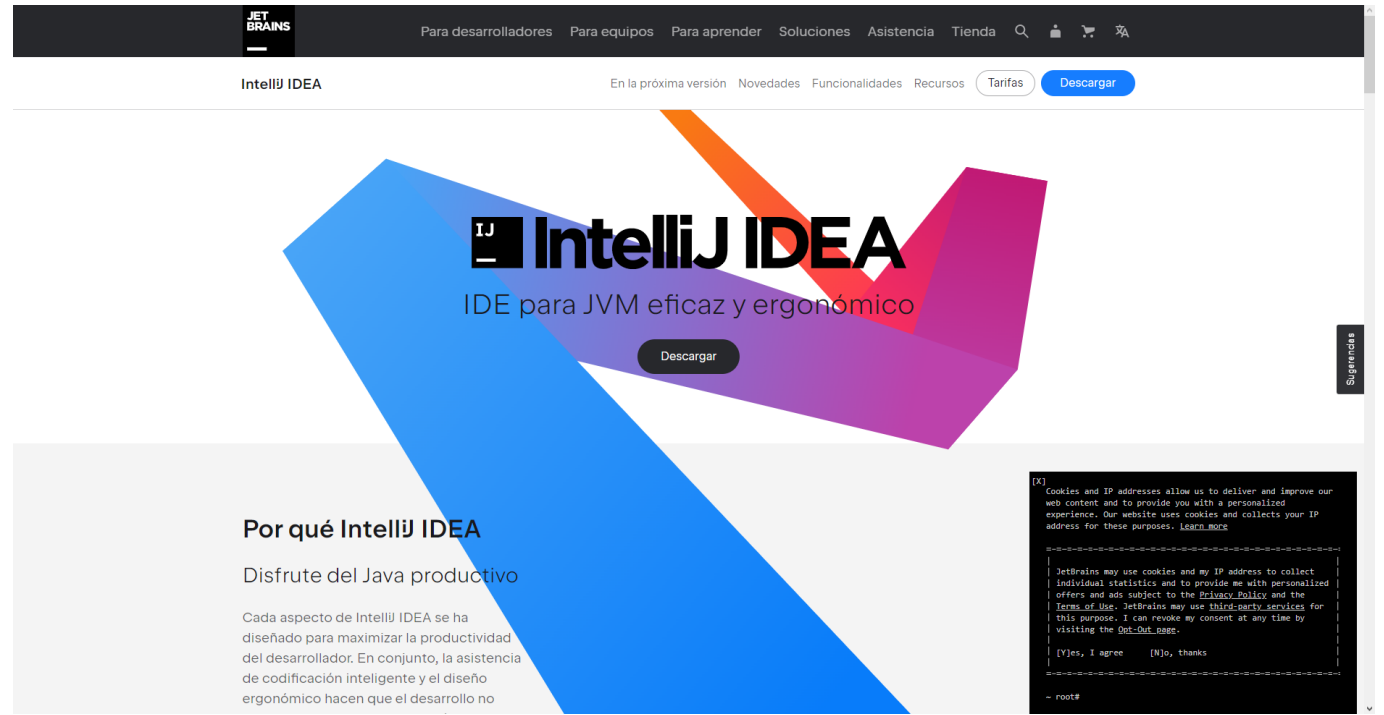 JET
BRAINS
Para desarrolladores Para equipos Para aprender Soluciones Asistencia Tienda
IntelliJ IDEA
En la próxima versión Novedades Funcionalidades Recursos Tarifas Descargar
IJ IntelliJ IDEA
IDE para JVM eficaz y ergonómico
Descargar
Sugerencias
Por qué IntelliJ IDEA
Disfrute del Java productivo
Cada aspecto de IntelliJ IDEA se ha
diseñado para maximizar la productividad
del desarrollador. En conjunto, la asistencia
de codificación inteligente y el diseño
ergonómico hacen que el desarrollo no
[X]
Cookies and IP addresses allow us to deliver and improve our
web content and to provide you with a personalized
experience. Our website uses cookies and collects your IP
address for these purposes. Learn more
JetBrains may use cookies and my IP address to collect
individual statistics and to provide me with personalized
offers and ads subject to the Privacy Policy and the
Terms of Use. JetBrains may use third-party services for
this purpose. I can revoke my consent at any time by
visiting the Opt-Out page.
[Y]es, I agree [N]o, thanks
~ root#